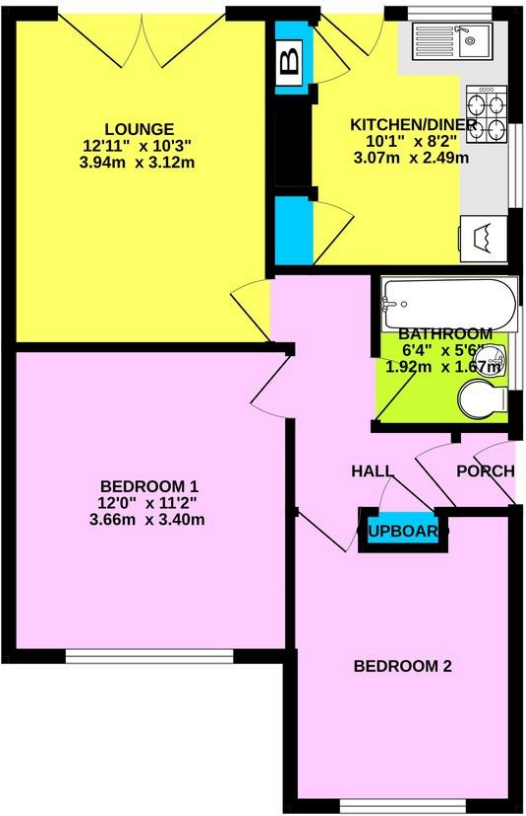 LOUNGE
12'11" x 10'3"
3.94m x 3.12m
B
KITCHEN/DINER
10'1" x 8'2"
3.07m x 2.49m
BATHROOM
6'4" x 5'6"
1.92m x 1.67m
BEDROOM 1
12'0" x 11'2"
3.66m x 3.40m
HALL
PORCH
CUPBOARD
BEDROOM 2